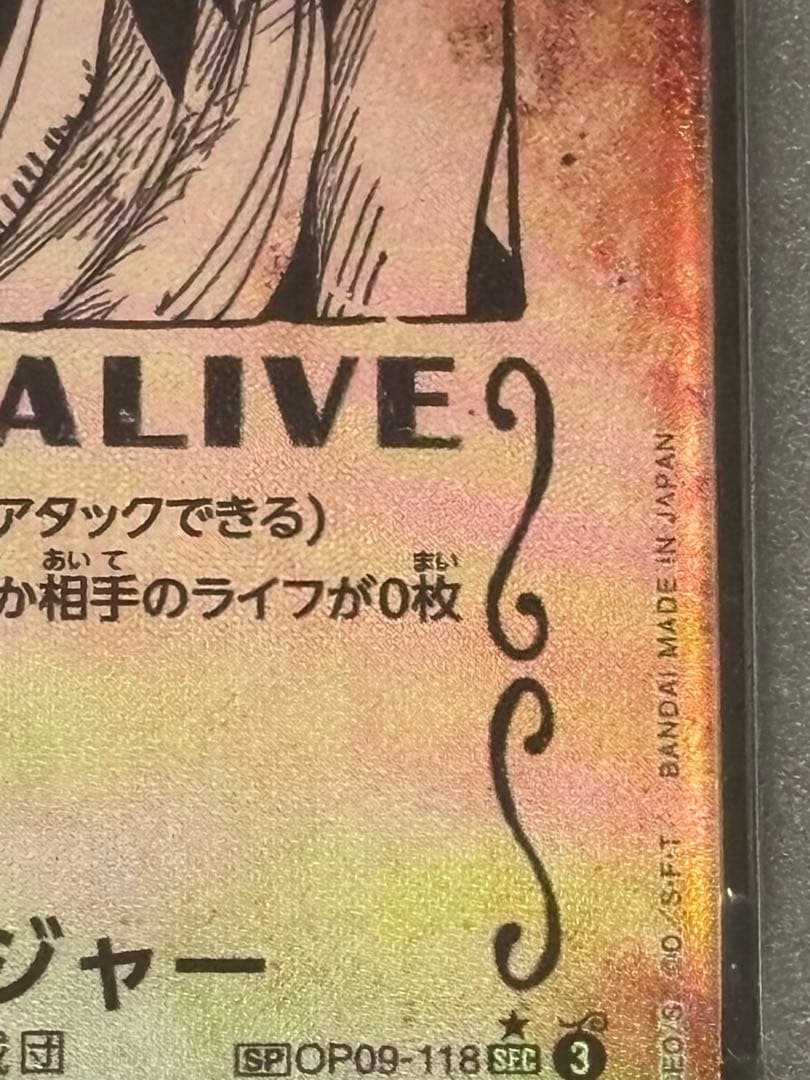 ALIVE
アタックできる)
あいて まい
か相手のライフが0枚
ジャー
団
SP OP09-118 SEC 3
BANDAI MADE IN JAPAN
/S・F・T